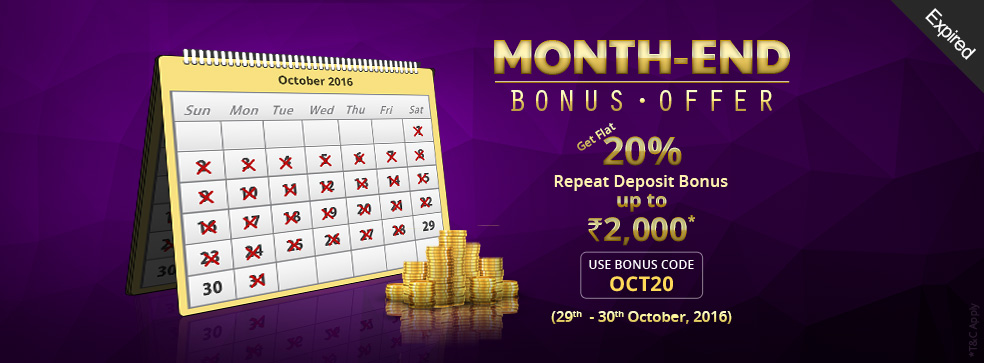 Expired
MONTH-END
BONUS · OFFER
Get Flat
20%
Repeat Deposit Bonus
up to
₹2,000*
USE BONUS CODE
OCT20
(29th - 30th October, 2016)
*T&C Apply
October 2016
Sun Mon Tue Wed Thu Fri Sat
1
2 3 4 5 6 7 8
9 10 11 12 13 14 15
16 17 18 19 20 21 22
23 24 25 26 27 28 29
30 31